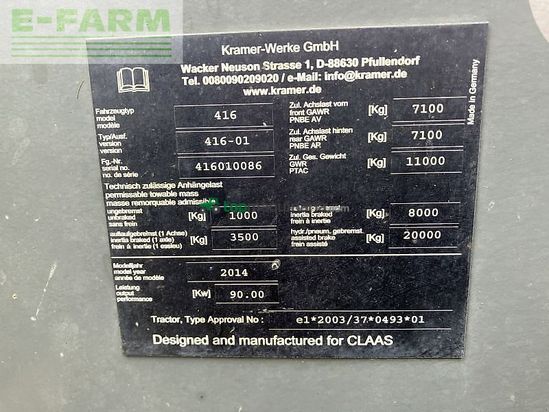 E-FARM
Kramer-Werke GmbH
Wacker Neuson Strasse 1, D-88630 Pfullendorf
Tel. 0080090209020 / e-Mail: info@kramer.de
www.kramer.de
Made in Germany
Fahrzeugtyp
model
modèle
416
Ausf./Version
version
version
416-01
Fg.-Nr.
serial no.
no. de série
416010086
Zul. Achslast vorn
front GAWR
PNBE AV
[Kg] 7100
Zul. Achslast hinten
rear GAWR
PNBE AR
[Kg] 7100
Zul. Ges. Gewicht
GWR
PTAC
[Kg] 11000
Technisch zulässige Anhängelast
permissable towable mass
masse remorquable admissible
ungebremst
unbraked
sans frein
[Kg] 1000
inertia braked
frein à inertie
[Kg] 8000
auflaufgebremst (1 Achse)
inertia braked (1 axle)
frein à inertie (1 essieu)
[Kg] 3500
hydr./pneum. gebremst
assisted brake
frein assisté
[Kg] 20000
Modelljahr
model year
année de modèle
2014
Leistung
output
performance
[Kw] 90.00
Tractor, Type Approval No : e1*2003/37*0493*01
Designed and manufactured for CLAAS